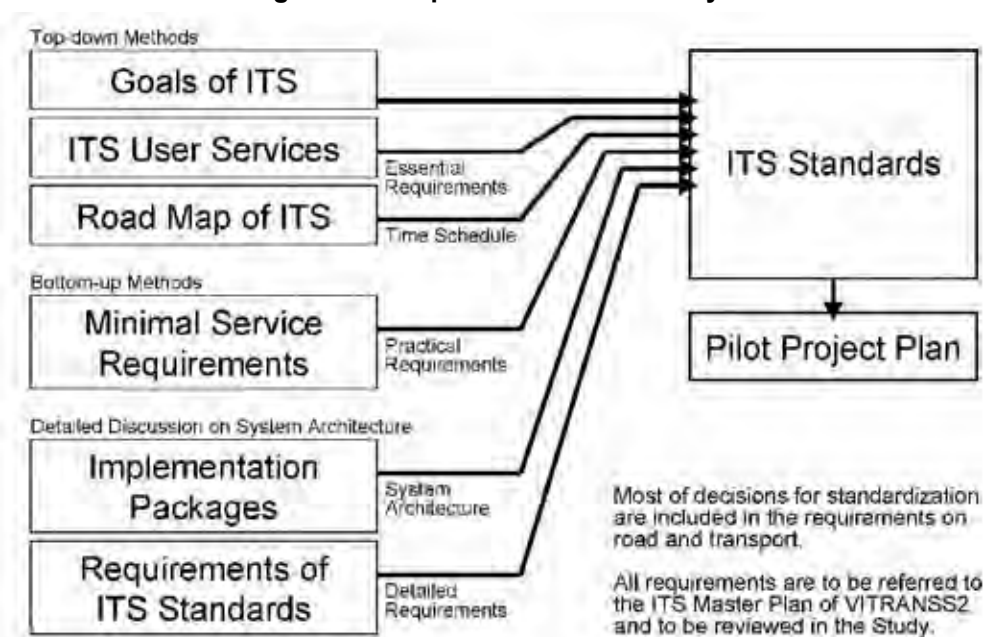 Top-down Methods
Goals of ITS
ITS User Services
Essential
Requirements
Road Map of ITS
Time Schedule
Bottom-up Methods
Minimal Service
Requirements
Practical
Requirements
Detailed Discussion on System Architecture
Implementation
Packages
System
Architecture
Requirements of
ITS Standards
Detailed
Requirements
ITS Standards
Pilot Project Plan
Most of decisions for standardization
are included in the requirements on
road and transport.
All requirements are to be referred to
the ITS Master Plan of VITRANSS2
and to be reviewed in the Study.